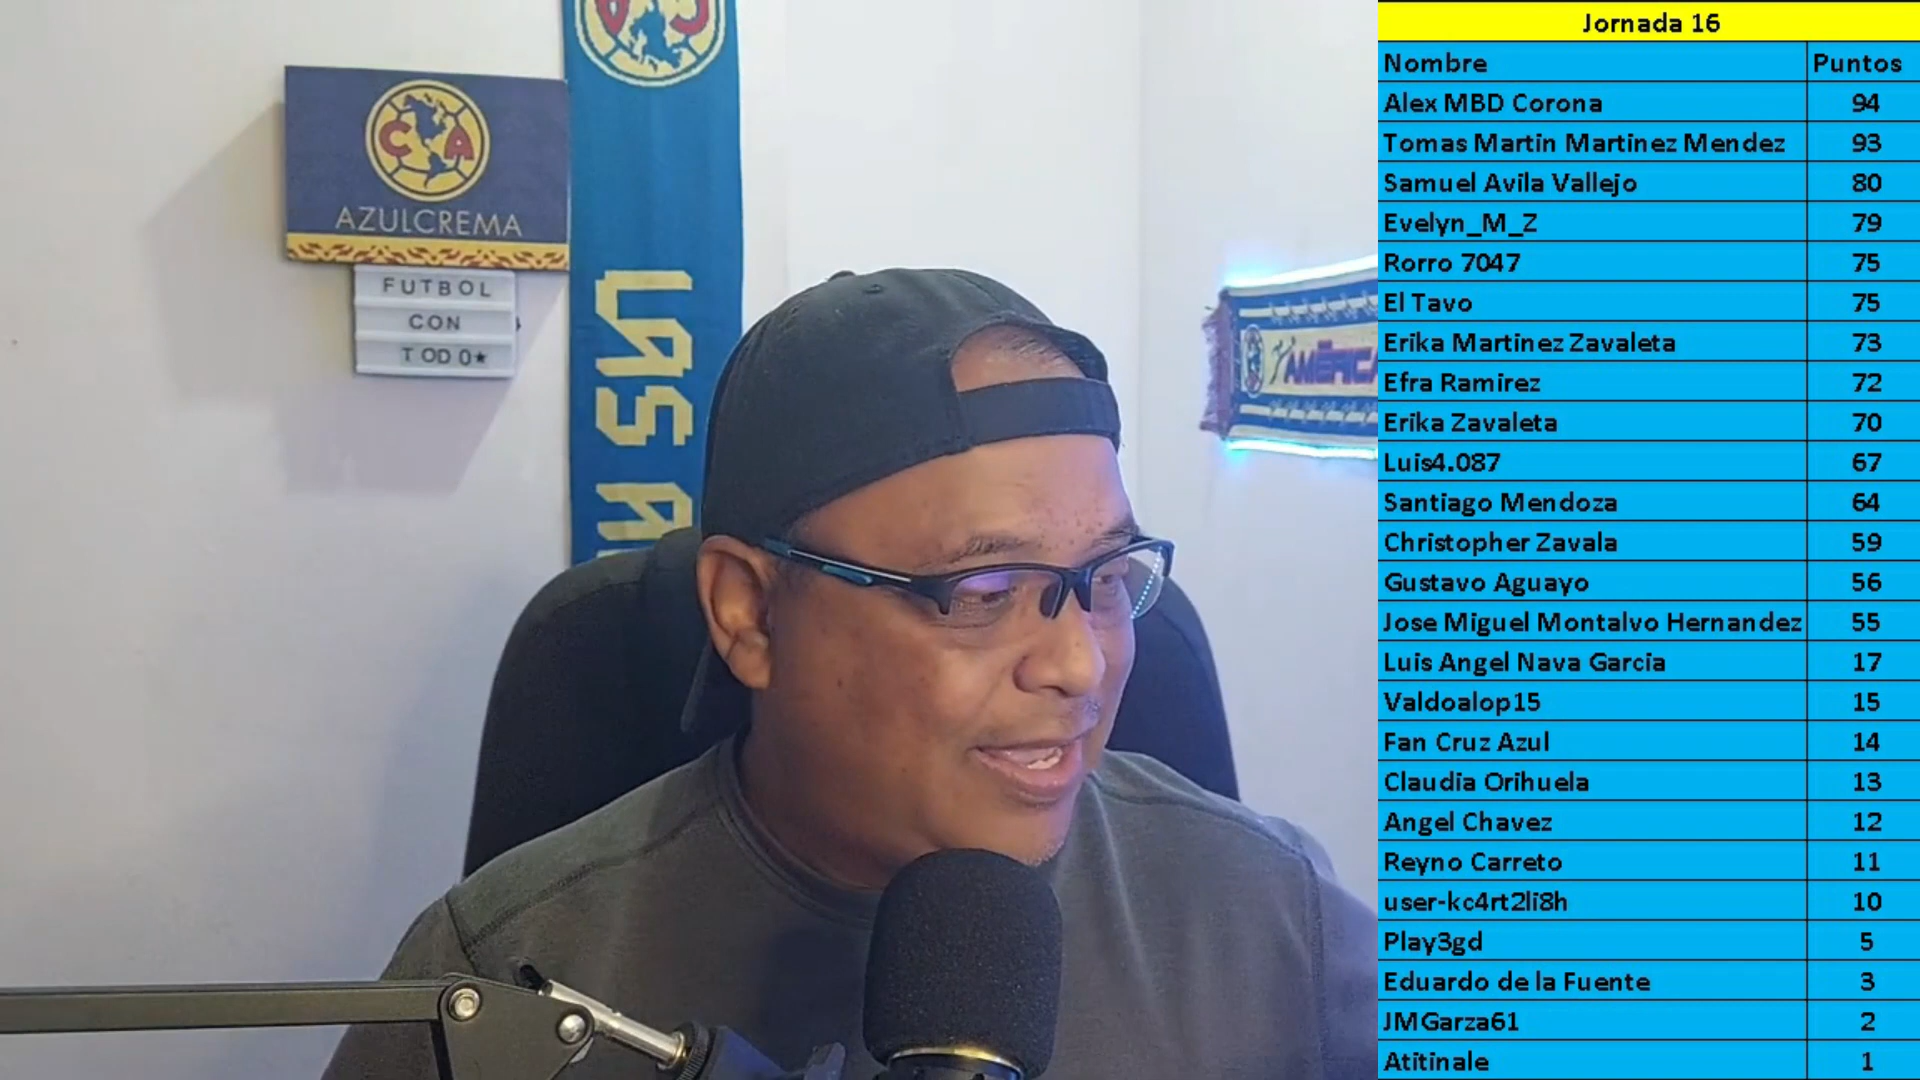 CA
AZULCREMA
FUTBOL
CON
TODO★
AMÉRICA
Jornada 16
Nombre Puntos
Alex MBD Corona 94
Tomas Martin Martinez Mendez 93
Samuel Avila Vallejo 80
Evelyn_M_Z 79
Rorro 7047 75
El Tavo 75
Erika Martinez Zavaleta 73
Efra Ramirez 72
Erika Zavaleta 70
Luis4.087 67
Santiago Mendoza 64
Christopher Zavala 59
Gustavo Aguayo 56
Jose Miguel Montalvo Hernandez 55
Luis Angel Nava Garcia 17
Valdoalop15 15
Fan Cruz Azul 14
Claudia Orihuela 13
Angel Chavez 12
Reyno Carreto 11
user-kc4rt2li8h 10
Play3gd 5
Eduardo de la Fuente 3
JMGarza61 2
Atitinale 1